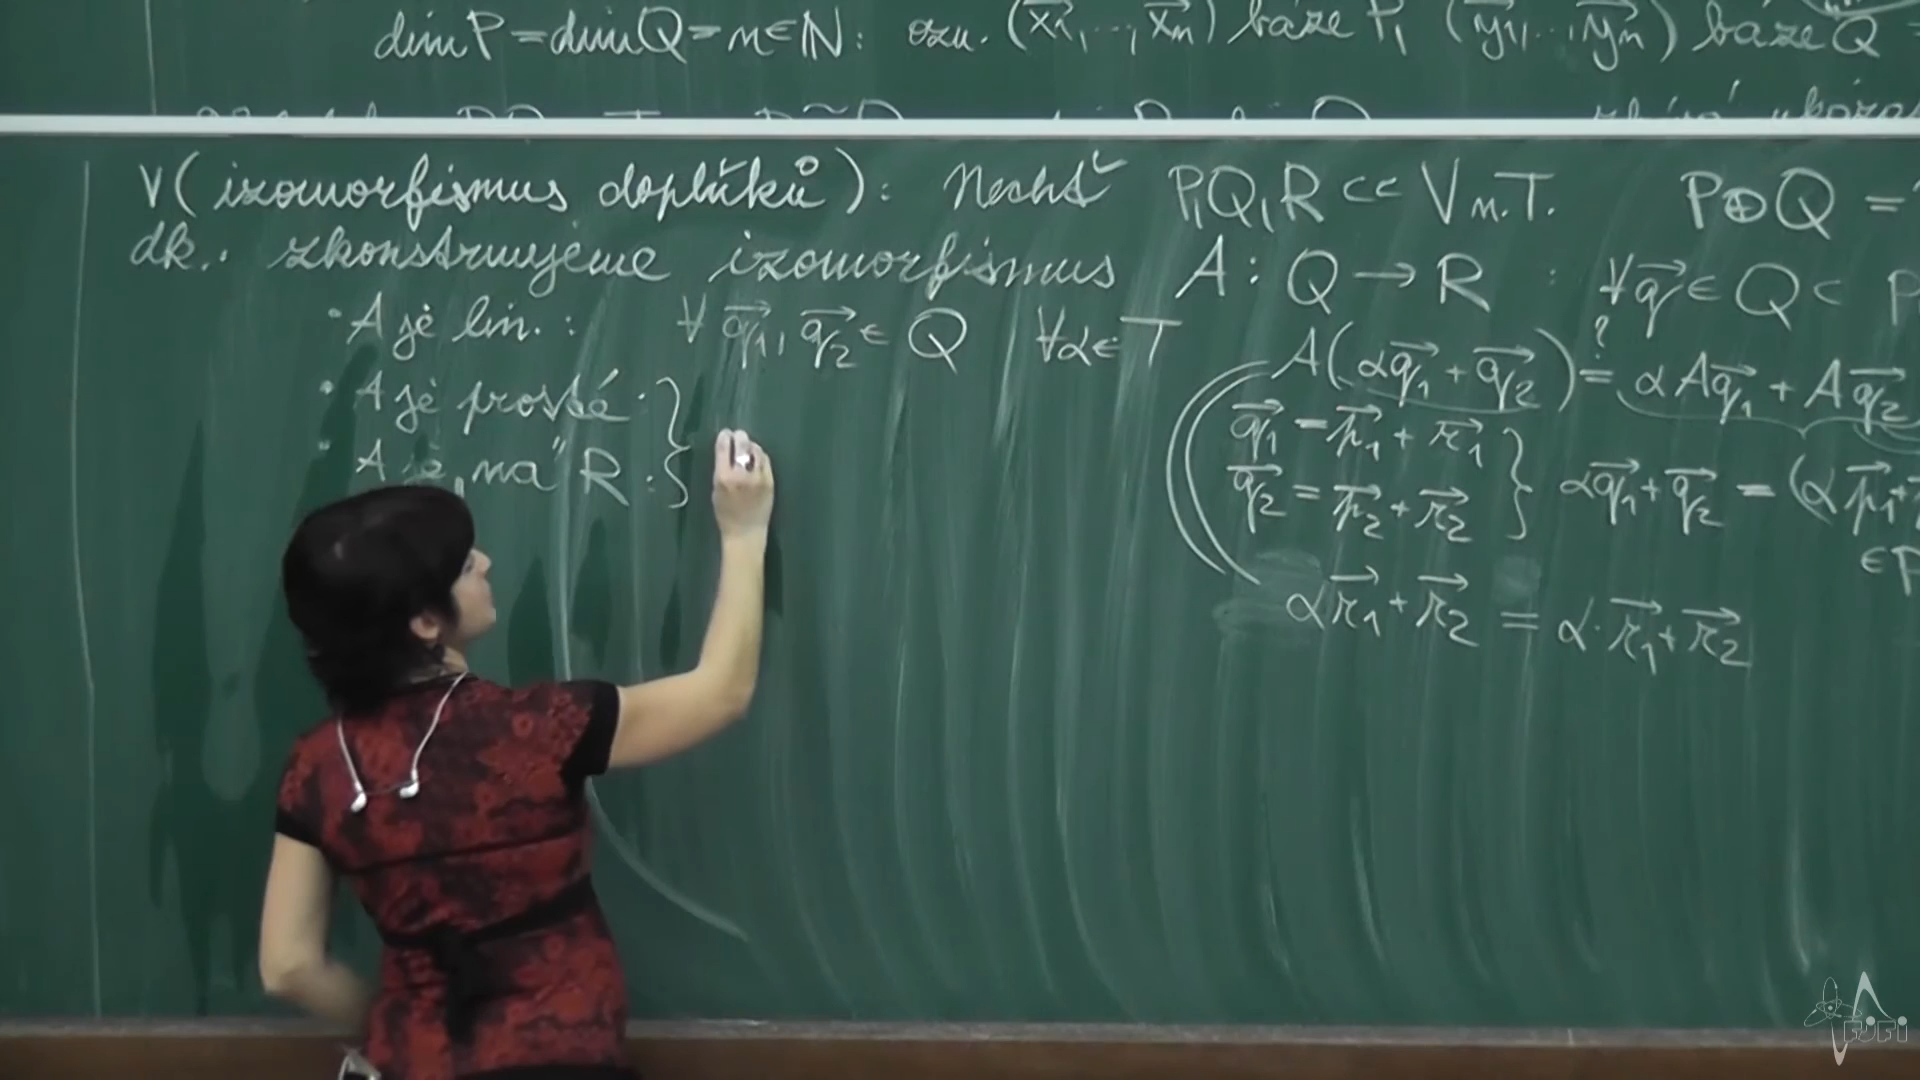 dim P = dim Q = n ∈ ℕ: ozn. (x⃗₁, …, x⃗ₙ) báze P, (y⃗₁, …, y⃗ₙ) báze Q
V (izomorfismus doplňků): Nechť P, Q, R ⊂⊂ V n. T. P ⊕ Q =
dk.: zkonstruujeme izomorfismus A : Q → R : ∀q⃗ ∈ Q ⊂ P
• A je lin.: ∀ q⃗₁, q⃗₂ ∈ Q ∀α ∈ T
A(αq⃗₁ + q⃗₂) ?= αAq⃗₁ + Aq⃗₂
• A je prosté: }
q⃗₁ = p⃗₁ + r⃗₁ }
• A je „na“ R: }
q⃗₂ = p⃗₂ + r⃗₂ } αq⃗₁ + q⃗₂ = (αp⃗₁ +
∈ P
αr⃗₁ + r⃗₂ = α·r⃗₁ + r⃗₂
FJFI